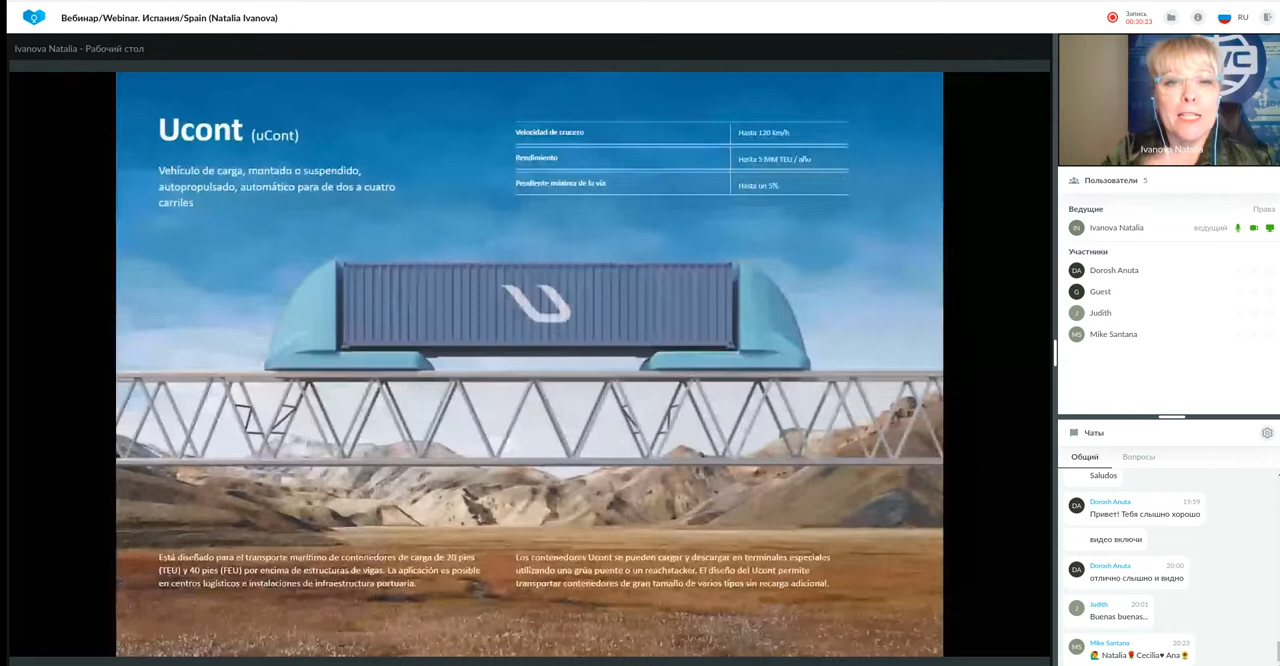 Вебинар/Webinar. Испания/Spain (Natalia Ivanova)
Запись
00:30:23
RU
Ivanova Natalia - Рабочий стол
Ucont (uCont)
Vehículo de carga, montado o suspendido,
autopropulsado, automático para de dos a cuatro
carriles
Velocidad de crucero
Hasta 120 km/h
Rendimiento
Hasta 5 MM TEU / año
Pendiente mínima de la vía
Hasta un 5%
Está diseñado para el transporte marítimo de contenedores de carga de 20 pies
(TEU) y 40 pies (FEU) por encima de estructuras de vigas. La aplicación es posible
en centros logísticos e instalaciones de infraestructura portuaria.
Los contenedores Ucont se pueden cargar y descargar en terminales especiales
utilizando una grúa puente o un reachstacker. El diseño del Ucont permite
transportar contenedores de gran tamaño de varios tipos sin recarga adicional.
Ivanova Natalia
Пользователи 5
Ведущие
Права
IN Ivanova Natalia ведущий
Участники
DA Dorosh Anuta
G Guest
J Judith
MS Mike Santana
Чаты
Общий
Вопросы
Saludos
DA Dorosh Anuta 19:59
Привет! Тебя слышно хорошо
видео включи
DA Dorosh Anuta 20:00
отлично слышно и видно
J Judith 20:01
Buenas buenas...
MS Mike Santana 20:23
🙋‍♂️ Natalia🌹Cecilia♥ Ana🌻